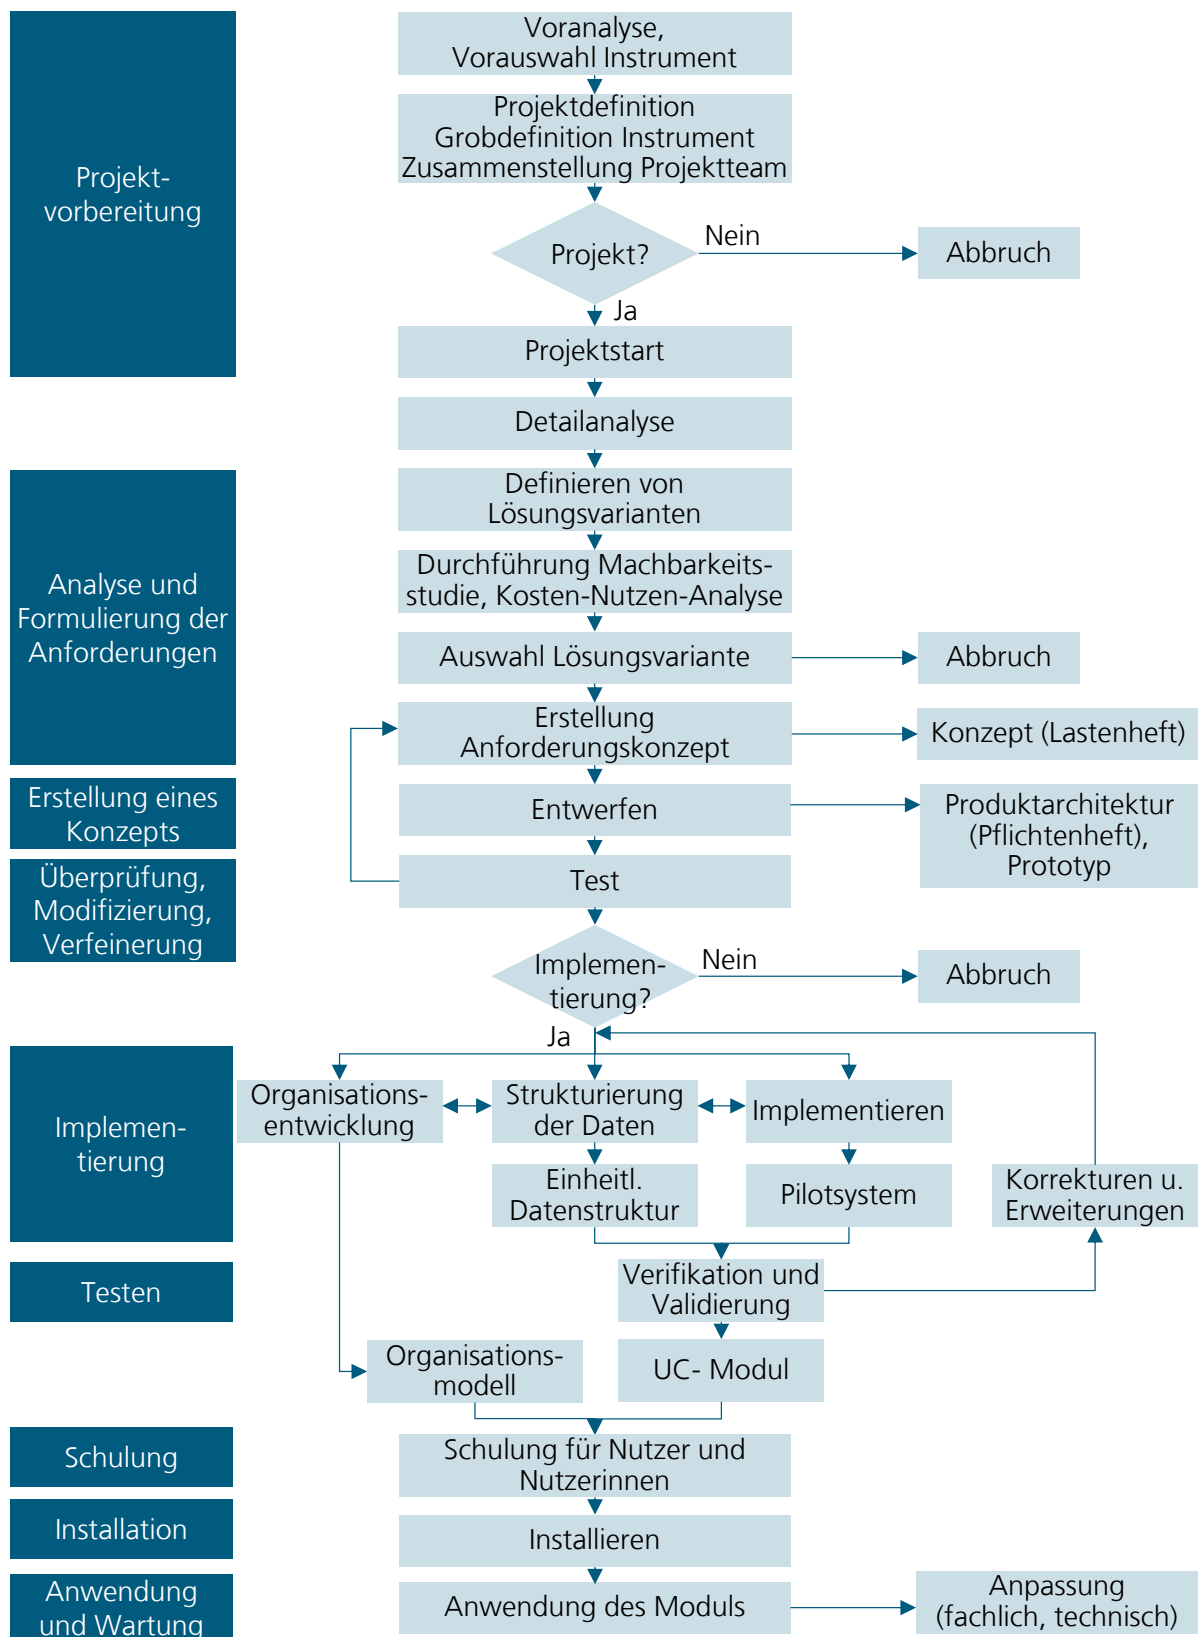 Projekt-
vorbereitung
Voranalyse,
Vorauswahl Instrument
Projektdefinition
Grobdefinition Instrument
Zusammenstellung Projektteam
Projekt?
Nein
Abbruch
Ja
Projektstart
Detailanalyse
Analyse und
Formulierung der
Anforderungen
Definieren von
Lösungsvarianten
Durchführung Machbarkeits-
studie, Kosten-Nutzen-Analyse
Auswahl Lösungsvariante
Abbruch
Erstellung
Anforderungskonzept
Konzept (Lastenheft)
Erstellung eines
Konzepts
Entwerfen
Produktarchitektur
(Pflichtenheft),
Prototyp
Überprüfung,
Modifizierung,
Verfeinerung
Test
Implemen-
tierung?
Nein
Abbruch
Ja
Implemen-
tierung
Organisations-
entwicklung
Strukturierung
der Daten
Implementieren
Einheitl.
Datenstruktur
Pilotsystem
Korrekturen u.
Erweiterungen
Testen
Verifikation und
Validierung
Organisations-
modell
UC- Modul
Schulung
Schulung für Nutzer und
Nutzerinnen
Installation
Installieren
Anwendung
und Wartung
Anwendung des Moduls
Anpassung
(fachlich, technisch)